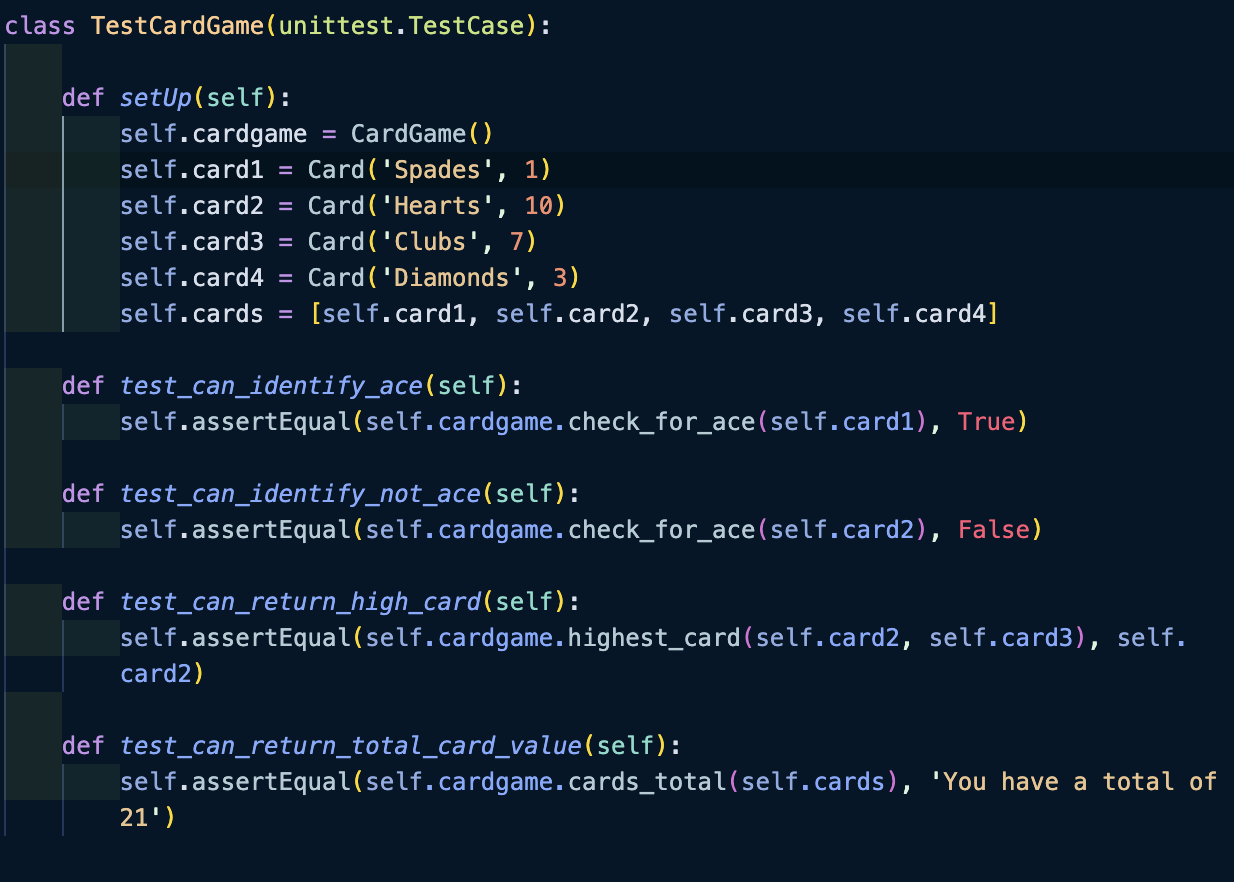 class TestCardGame(unittest.TestCase):
def setUp(self):
self.cardgame = CardGame()
self.card1 = Card('Spades', 1)
self.card2 = Card('Hearts', 10)
self.card3 = Card('Clubs', 7)
self.card4 = Card('Diamonds', 3)
self.cards = [self.card1, self.card2, self.card3, self.card4]
def test_can_identify_ace(self):
self.assertEqual(self.cardgame.check_for_ace(self.card1), True)
def test_can_identify_not_ace(self):
self.assertEqual(self.cardgame.check_for_ace(self.card2), False)
def test_can_return_high_card(self):
self.assertEqual(self.cardgame.highest_card(self.card2, self.card3), self.
card2)
def test_can_return_total_card_value(self):
self.assertEqual(self.cardgame.cards_total(self.cards), 'You have a total of
21')